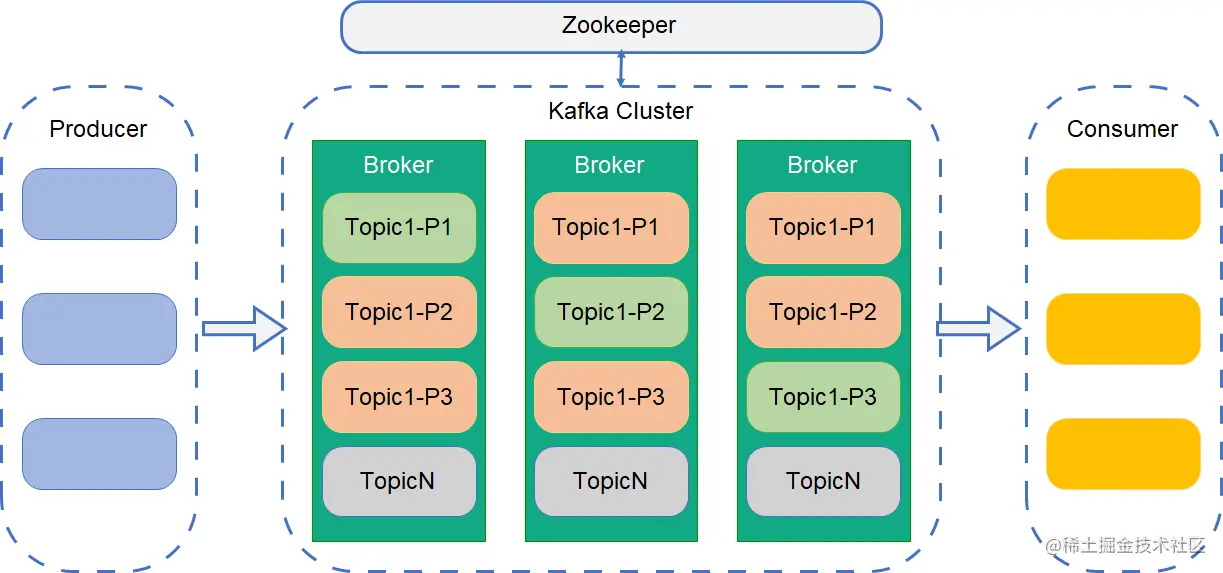 Zookeeper
Kafka Cluster
Producer
Consumer
Broker
Topic1-P1
Topic1-P2
Topic1-P3
TopicN
Broker
Topic1-P1
Topic1-P2
Topic1-P3
TopicN
Broker
Topic1-P1
Topic1-P2
Topic1-P3
TopicN
@稀土掘金技术社区